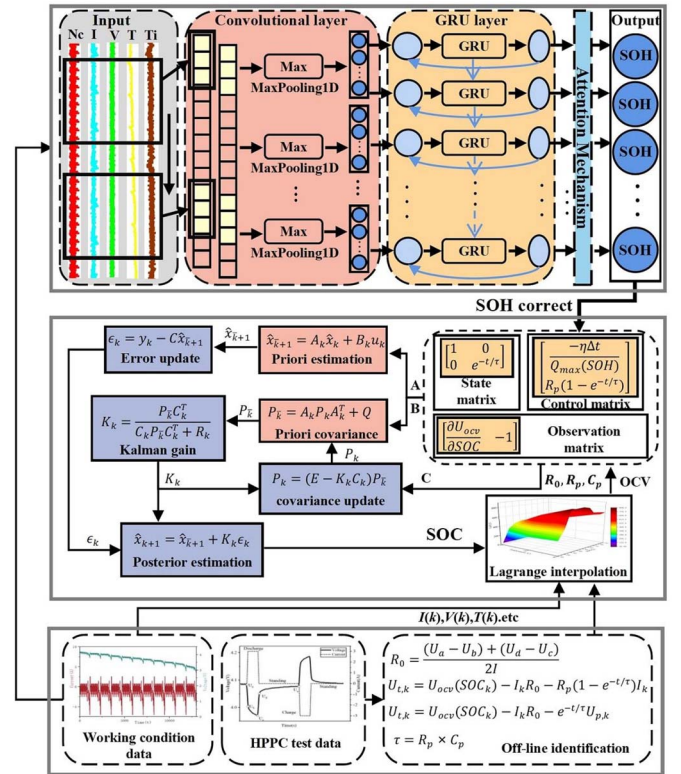 Input
Convolutional layer
GRU layer
Output
Nc I V T Ti
Max
MaxPooling1D
GRU
SOH
GRU
SOH
Max
MaxPooling1D
GRU
SOH
Attention Mechanism
Max
MaxPooling1D
GRU
SOH
SOH correct
ϵ_k = y_k − Cx̂_{k̄+1}
Error update
x̂_{k̄+1}
x̂_{k̄+1} = A_k x̂_k + B_k u_k
Priori estimation
A
B
[1 0
0 e^{−t/τ}]
State
matrix
[−ηΔt
Q_max(SOH)
R_p(1 − e^{−t/τ})]
Control matrix
K_k = P_k̄ C_k^T / (C_k P_k̄ C_k^T + R_k)
Kalman gain
P_k̄
P_k̄ = A_k P_k A_k^T + Q
Priori covariance
[∂U_ocv/∂SOC −1]
Observation
matrix
P_k
K_k
P_k = (E − K_k C_k)P_k̄
covariance update
C
R_0, R_p, C_p
OCV
ϵ_k
x̂_{k+1} = x̂_{k̄+1} + K_k ϵ_k
Posterior estimation
SOC
Lagrange interpolation
I(k),V(k),T(k).etc
Working condition
data
Discharge
Voltage
Current
Standing
Standing
HPPC test data
R_0 = ((U_a − U_b) + (U_d − U_c)) / 2I
U_{t,k} = U_ocv(SOC_k) − I_k R_0 − R_p(1 − e^{−t/τ})I_k
U_{t,k} = U_ocv(SOC_k) − I_k R_0 − e^{−t/τ}U_{p,k}
τ = R_p × C_p
Off-line identification